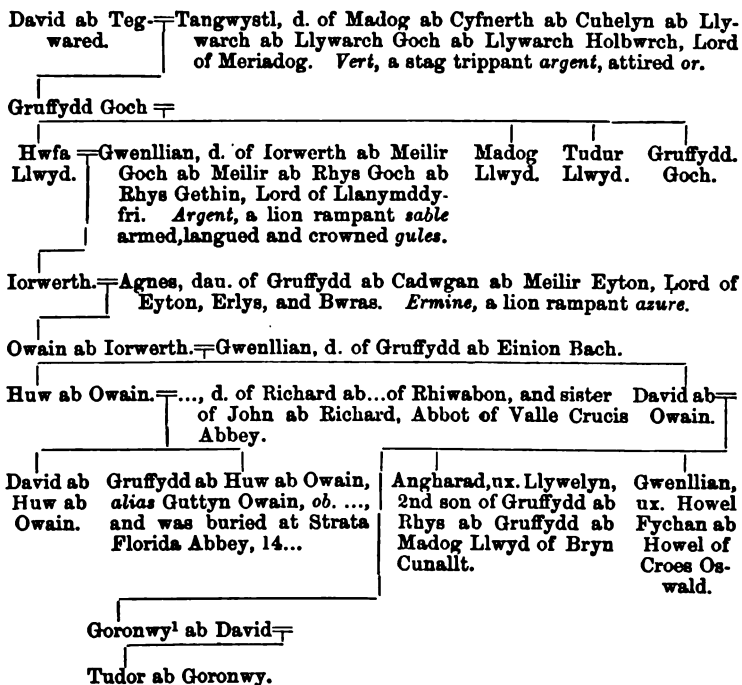 David ab Teg-=Tangwystl, d. of Madog ab Cyfnerth ab Cuhelyn ab Lly-
wared. warch ab Llywarch Goch ab Llywarch Holbwrch, Lord
of Meriadog. Vert, a stag trippant argent, attired or.
Gruffydd Goch =
Hwfa =Gwenllian, d. of Iorwerth ab Meilir Madog Tudur Gruffydd.
Llwyd. Goch ab Meilir ab Rhys Goch ab Llwyd. Llwyd. Goch.
Rhys Gethin, Lord of Llanymddy-
fri. Argent, a lion rampant sable
armed,langued and crowned gules.
Iorwerth.=Agnes, dau. of Gruffydd ab Cadwgan ab Meilir Eyton, Lord of
Eyton, Erlys, and Bwras. Ermine, a lion rampant azure.
Owain ab Iorwerth.=Gwenllian, d. of Gruffydd ab Einion Bach.
Huw ab Owain.=..., d. of Richard ab...of Rhiwabon, and sister David ab=
of John ab Richard, Abbot of Valle Crucis Owain.
Abbey.
David ab Gruffydd ab Huw ab Owain, Angharad,ux. Llywelyn, Gwenllian,
Huw ab alias Guttyn Owain, ob. ..., 2nd son of Gruffydd ab ux. Howel
Owain. and was buried at Strata Rhys ab Gruffydd ab Fychan ab
Florida Abbey, 14... Madog Llwyd of Bryn Howel of
Cunallt. Croes Os-
wald.
Goronwy¹ ab David=
Tudor ab Goronwy.